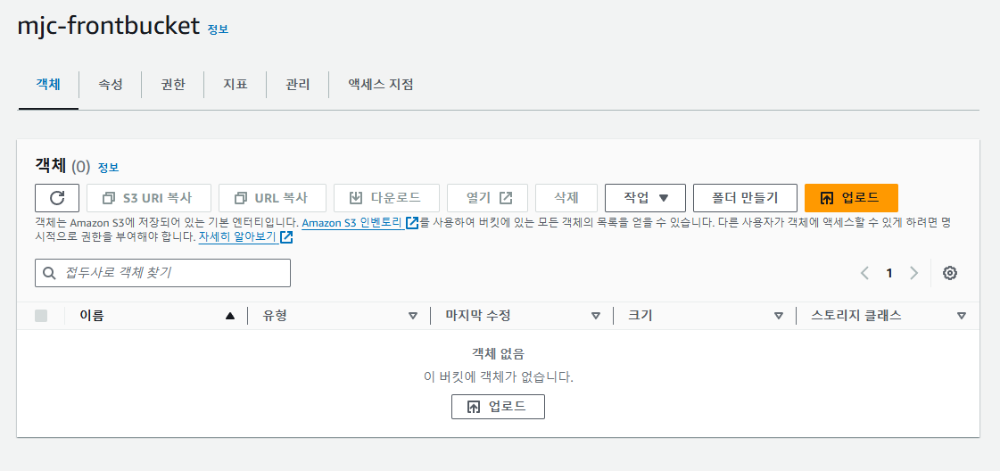 mjc-frontbucket 정보
객체 속성 권한 지표 관리 액세스 지점
객체 (0) 정보
S3 URI 복사 URL 복사 다운로드 열기 삭제 작업 폴더 만들기 업로드
객체는 Amazon S3에 저장되어 있는 기본 엔터티입니다. Amazon S3 인벤토리를 사용하여 버킷에 있는 모든 객체의 목록을 얻을 수 있습니다. 다른 사용자가 객체에 액세스할 수 있게 하려면 명
시적으로 권한을 부여해야 합니다. 자세히 알아보기
접두사로 객체 찾기 1
이름 유형 마지막 수정 크기 스토리지 클래스
객체 없음
이 버킷에 객체가 없습니다.
업로드